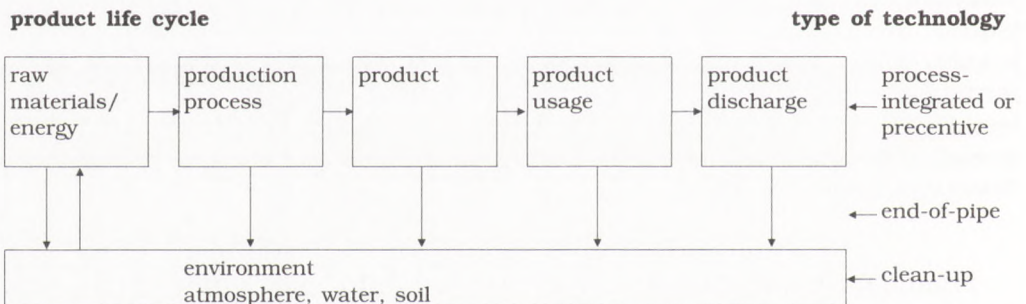 product life cycle
type of technology
raw
materials/
energy
production
process
product
product
usage
product
discharge
process-
integrated or
precentive
end-of-pipe
environment
atmosphere, water, soil
clean-up